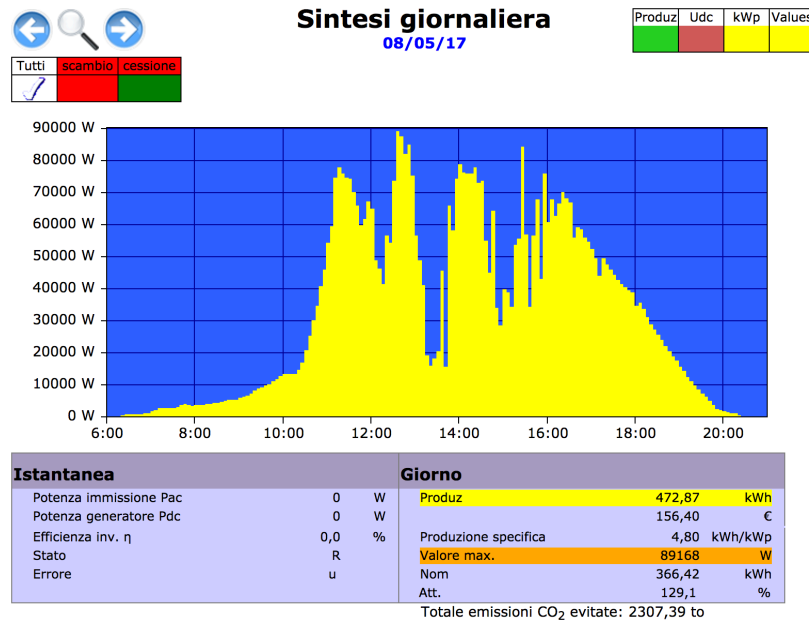 Sintesi giornaliera
08/05/17
Produz Udc kWp Values
Tutti scambio cessione
90000 W
80000 W
70000 W
60000 W
50000 W
40000 W
30000 W
20000 W
10000 W
0 W
6:00 8:00 10:00 12:00 14:00 16:00 18:00 20:00
Istantanea
Potenza immissione Pac 0 W
Potenza generatore Pdc 0 W
Efficienza inv. η 0,0 %
Stato R
Errore u
Giorno
Produz 472,87 kWh
156,40 €
Produzione specifica 4,80 kWh/kWp
Valore max. 89168 W
Nom 366,42 kWh
Att. 129,1 %
Totale emissioni CO₂ evitate: 2307,39 to